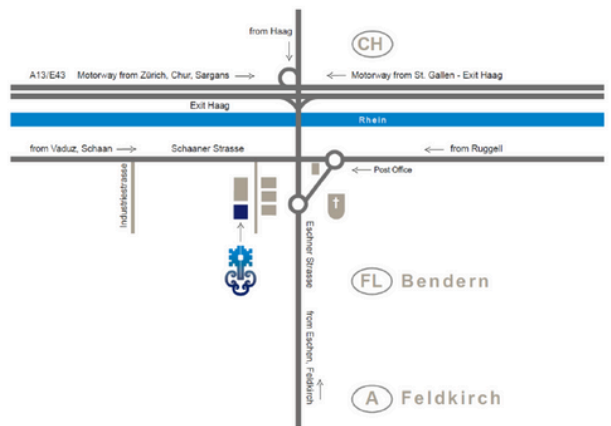 from Haag
CH
A13/E43 Motorway from Zürich, Chur, Sargans
Motorway from St. Gallen - Exit Haag
Exit Haag
Rhein
from Vaduz, Schaan
Schaaner Strasse
from Ruggell
Post Office
Industriestrasse
Eschner Strasse
FL Bendern
from Eschen, Feldkirch
A Feldkirch